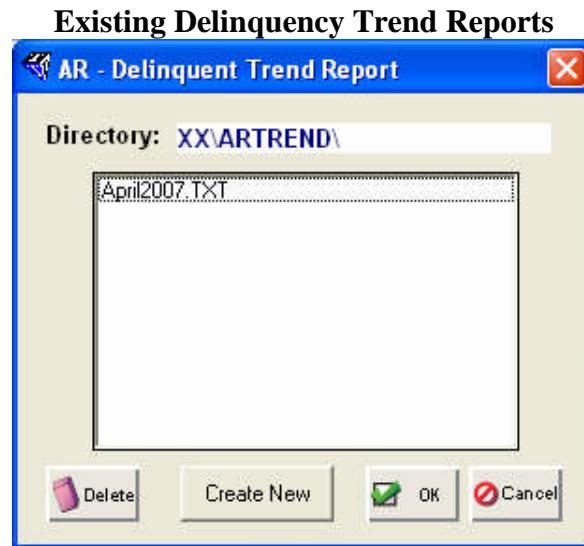 Existing Delinquency Trend Reports
AR - Delinquent Trend Report
Directory: XX\ARTREND\
April2007.TXT
Delete Create New OK Cancel